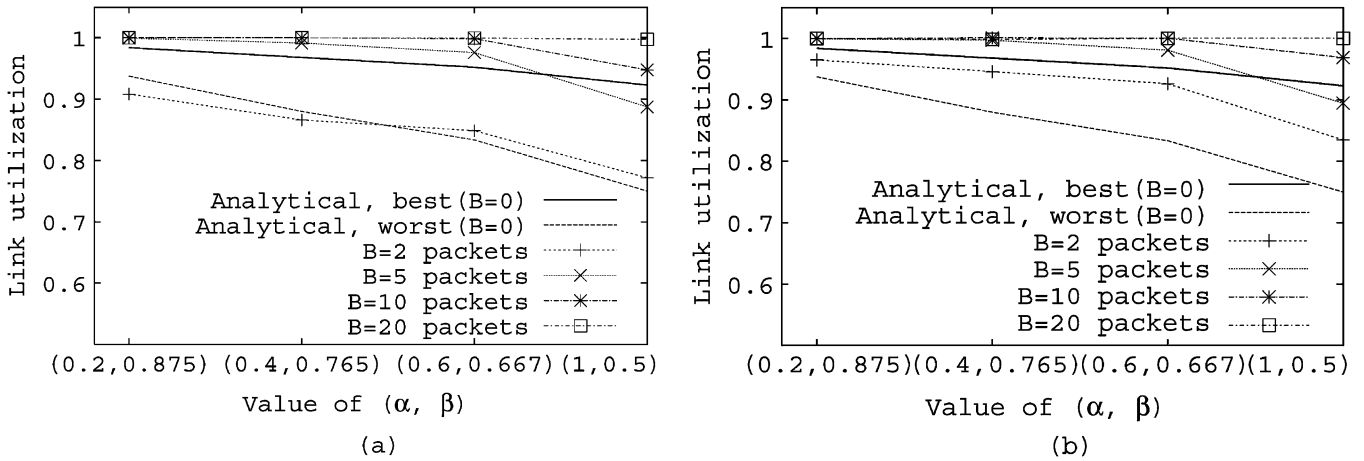 Link utilization
1
0.9
0.8
0.7
0.6
Analytical, best(B=0)
Analytical, worst(B=0)
B=2 packets
B=5 packets
B=10 packets
B=20 packets
(0.2,0.875) (0.4,0.765) (0.6,0.667) (1,0.5)
Value of (α, β)
(a)
Link utilization
1
0.9
0.8
0.7
0.6
Analytical, best(B=0)
Analytical, worst(B=0)
B=2 packets
B=5 packets
B=10 packets
B=20 packets
(0.2,0.875)(0.4,0.765)(0.6,0.667)(1,0.5)
Value of (α, β)
(b)